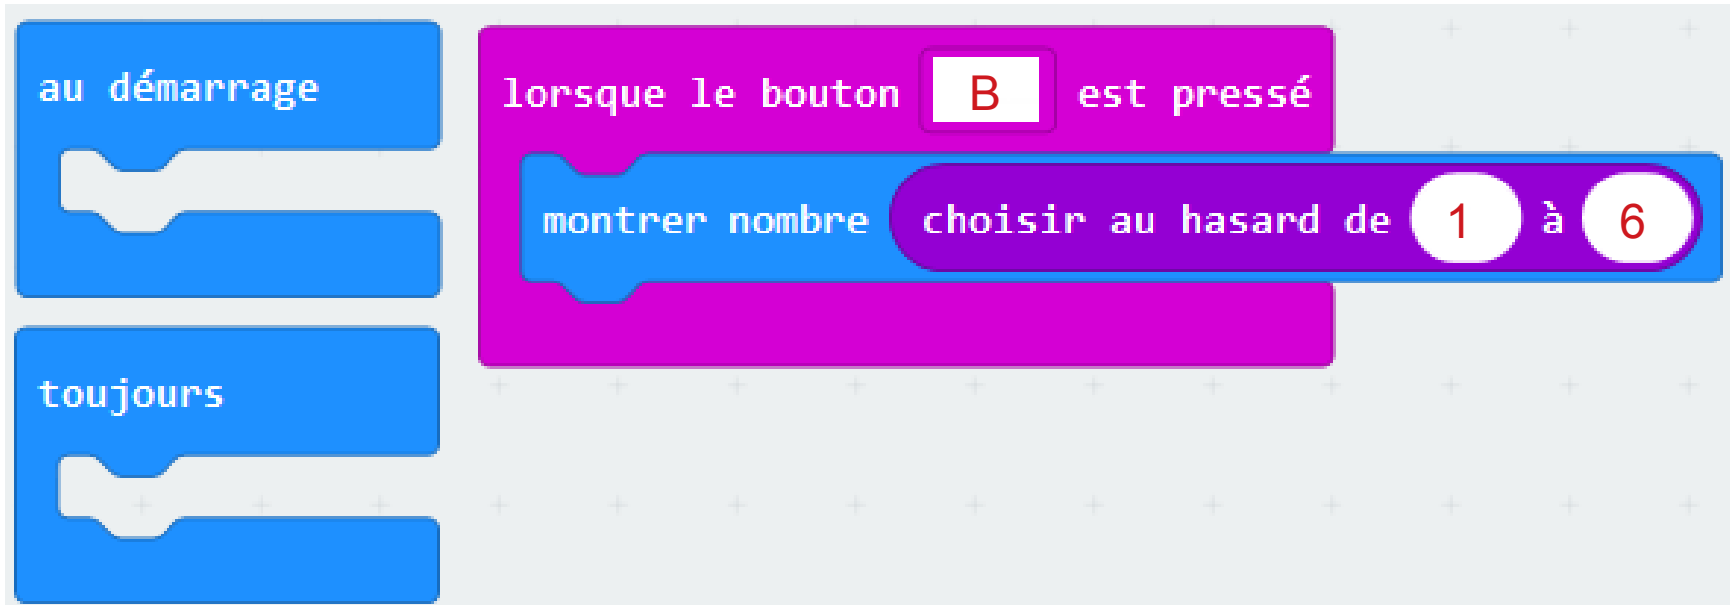 au démarrage
lorsque le bouton B est pressé
montrer nombre choisir au hasard de 1 à 6
toujours